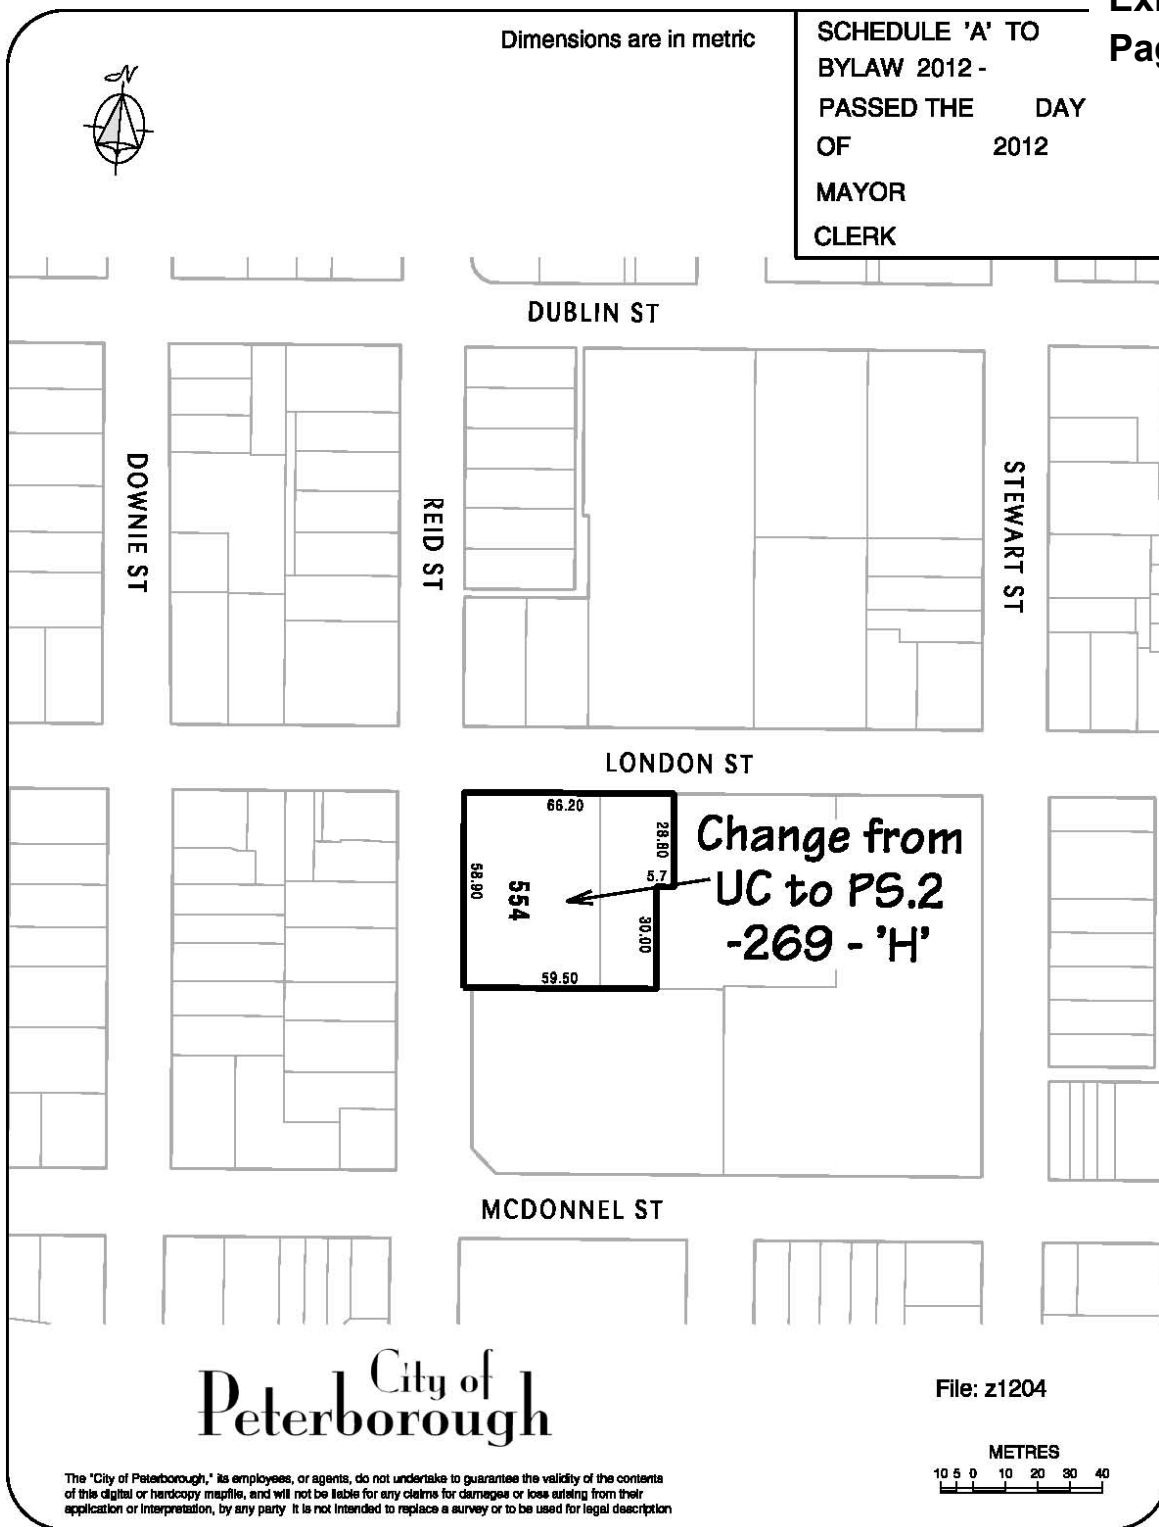 Dimensions are in metric
SCHEDULE 'A' TO
BYLAW 2012 -
PASSED THE DAY
OF 2012
MAYOR
CLERK
N
DUBLIN ST
DOWNIE ST
REID ST
STEWART ST
LONDON ST
66.20
28.80
58.90
554
5.7
30.00
59.50
Change from
UC to PS.2
-269 - 'H'
MCDONNEL ST
City of
Peterborough
File: z1204
METRES
10 5 0 10 20 30 40
The "City of Peterborough," its employees, or agents, do not undertake to guarantee the validity of the contents
of this digital or hardcopy mapfile, and will not be liable for any claims for damages or loss arising from their
application or interpretation, by any party It is not intended to replace a survey or to be used for legal description